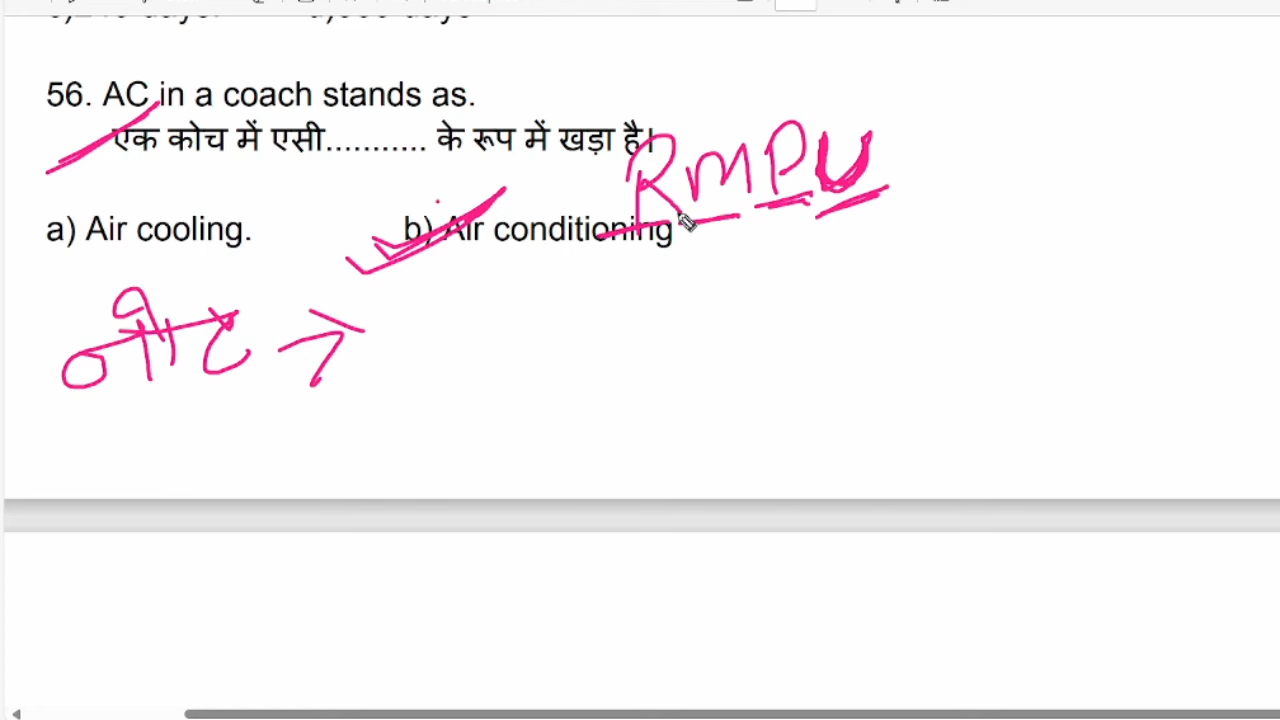 56. AC in a coach stands as.
एक कोच में एसी........... के रूप में खड़ा है।
RMPU
a) Air cooling. b) Air conditioning
नोट →